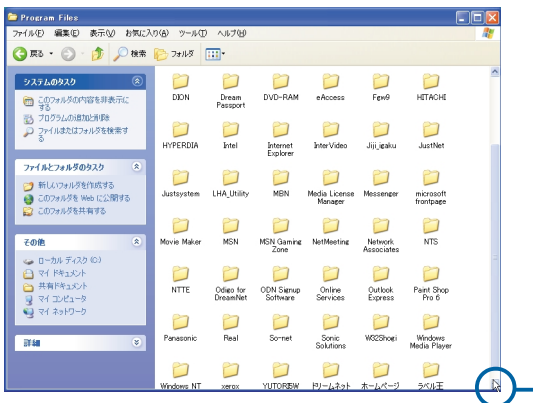 Program Files
ファイル(F) 編集(E) 表示(V) お気に入り(A) ツール(T) ヘルプ(H)
戻る 検索 フォルダ
システムのタスク
このフォルダの内容を非表示に
する
プログラムの追加と削除
ファイルまたはフォルダを検索す
る
ファイルとフォルダのタスク
新しいフォルダを作成する
このフォルダを Web に公開する
このフォルダを共有する
その他
ローカル ディスク (C:)
マイ ドキュメント
共有ドキュメント
マイ コンピュータ
マイ ネットワーク
詳細
DION Dream DVD-RAM eAccess Fgw9 HITACHI
Passport
HYPERDIA Intel Internet InterVideo Jiji_igaku JustNet
Explorer
Justsystem LHA_Utility MBN Media License Messenger microsoft
Manager frontpage
Movie Maker MSN MSN Gaming NetMeeting Network NTS
Zone Associates
NTTE Odigo for ODN Signup Online Outlook Paint Shop
DreamNet Software Services Express Pro 6
Panasonic Real So-net Sonic W32Shogi Windows
Solutions Media Player
Windows NT xerox YUTORI5W ドリームネット ホームページ ラベル王